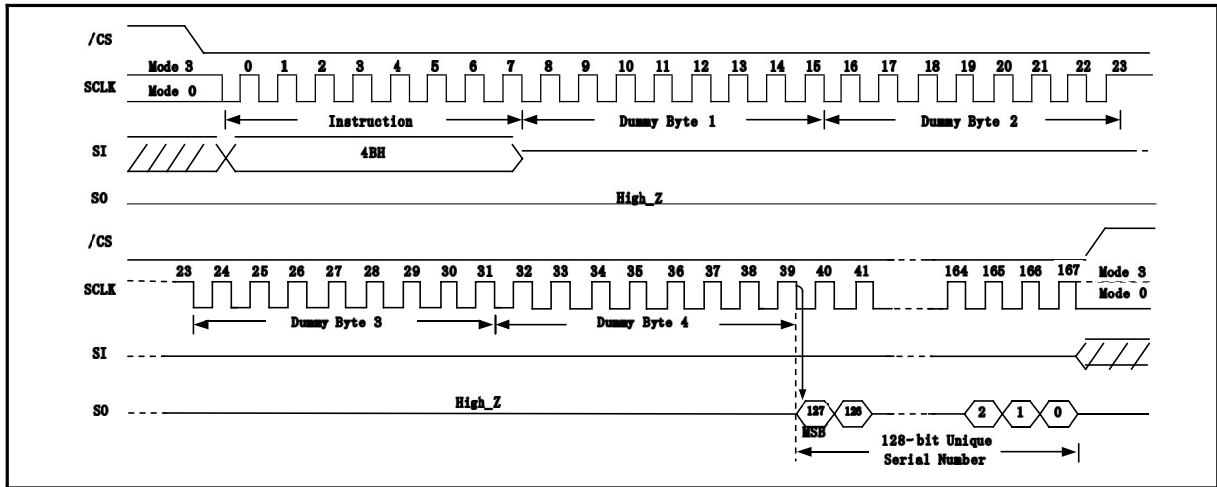 /CS
Mode 3 0 1 2 3 4 5 6 7 8 9 10 11 12 13 14 15 16 17 18 19 20 21 22 23
SCLK
Mode 0
Instruction Dummy Byte 1 Dummy Byte 2
SI 4BH
SO High_Z
/CS
23 24 25 26 27 28 29 30 31 32 33 34 35 36 37 38 39 40 41 164 165 166 167 Mode 3
SCLK Mode 0
Dummy Byte 3 Dummy Byte 4
SI
SO High_Z 127 126 2 1 0
MSB
128-bit Unique
Serial Number